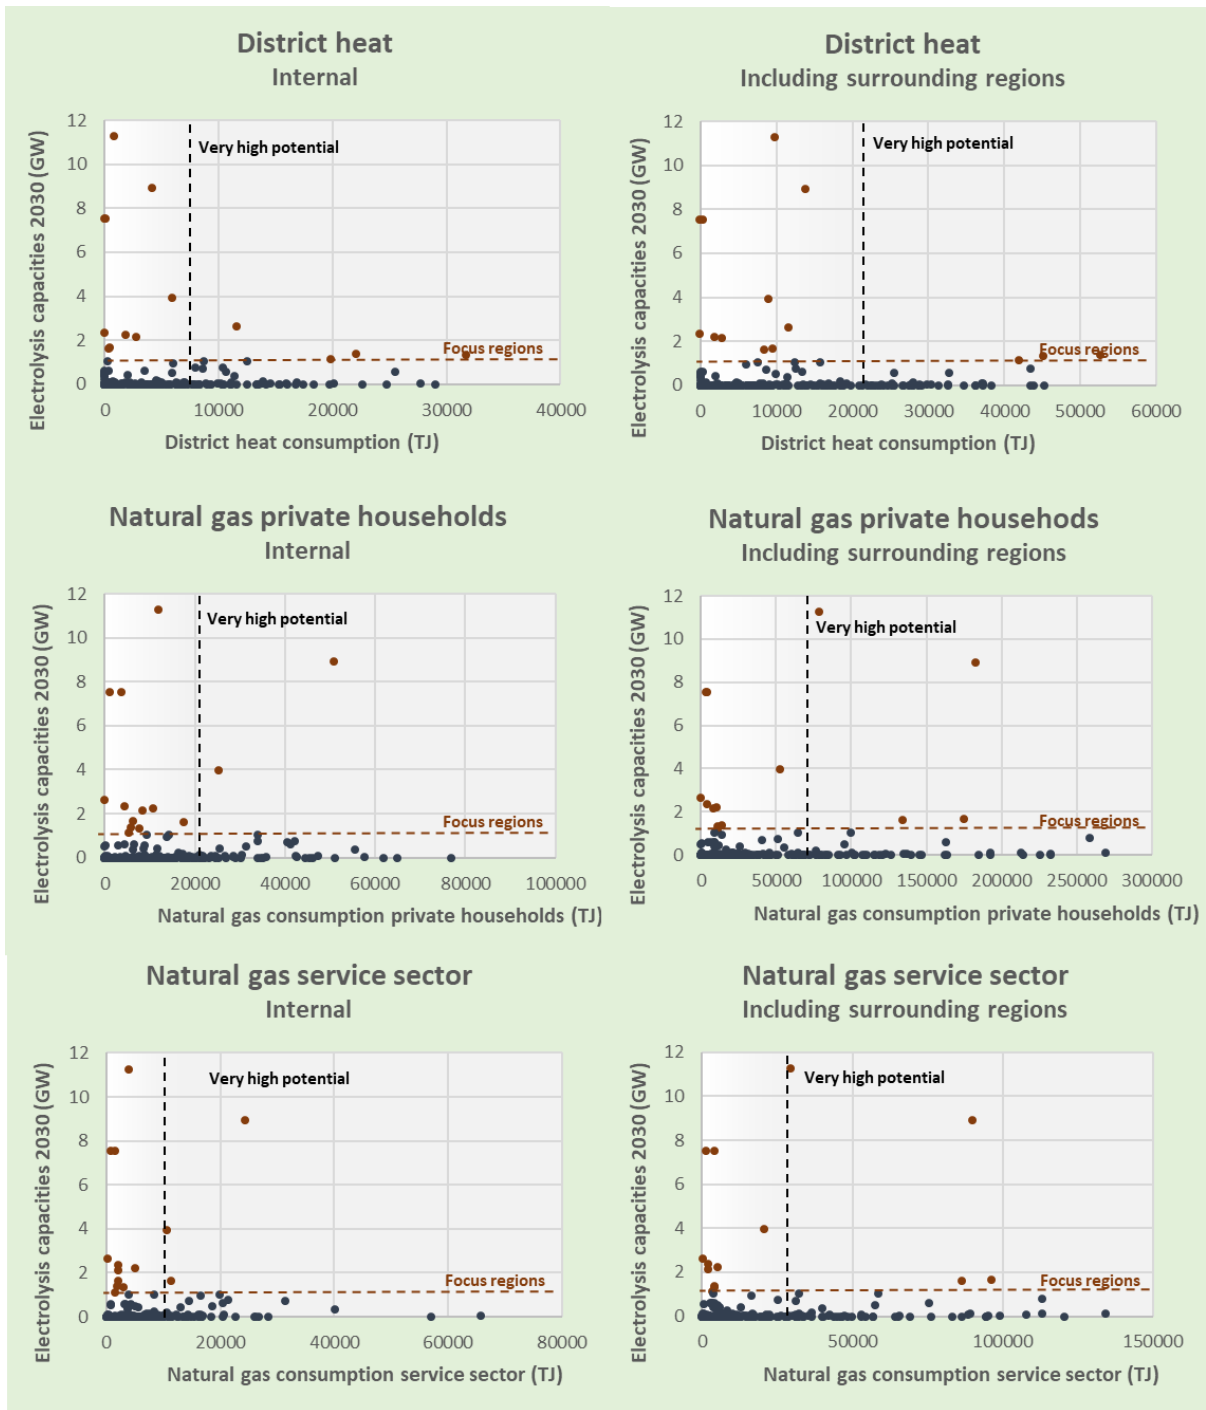 District heat
Internal
Electrolysis capacities 2030 (GW)
12
10
8
6
4
2
0
Very high potential
Focus regions
0 10000 20000 30000 40000
District heat consumption (TJ)
District heat
Including surrounding regions
Electrolysis capacities 2030 (GW)
12
10
8
6
4
2
0
Very high potential
Focus regions
0 10000 20000 30000 40000 50000 60000
District heat consumption (TJ)
Natural gas private households
Internal
Electrolysis capacities 2030 (GW)
12
10
8
6
4
2
0
Very high potential
Focus regions
0 20000 40000 60000 80000 100000
Natural gas consumption private households (TJ)
Natural gas private househods
Including surrounding regions
Electrolysis capacities 2030 (GW)
12
10
8
6
4
2
0
Very high potential
Focus regions
0 50000 100000 150000 200000 250000 300000
Natural gas consumption private households (TJ)
Natural gas service sector
Internal
Electrolysis capacities 2030 (GW)
12
10
8
6
4
2
0
Very high potential
Focus regions
0 20000 40000 60000 80000
Natural gas consumption service sector (TJ)
Natural gas service sector
Including surrounding regions
Electrolysis capacities 2030 (GW)
12
10
8
6
4
2
0
Very high potential
Focus regions
0 50000 100000 150000
Natural gas consumption service sector (TJ)